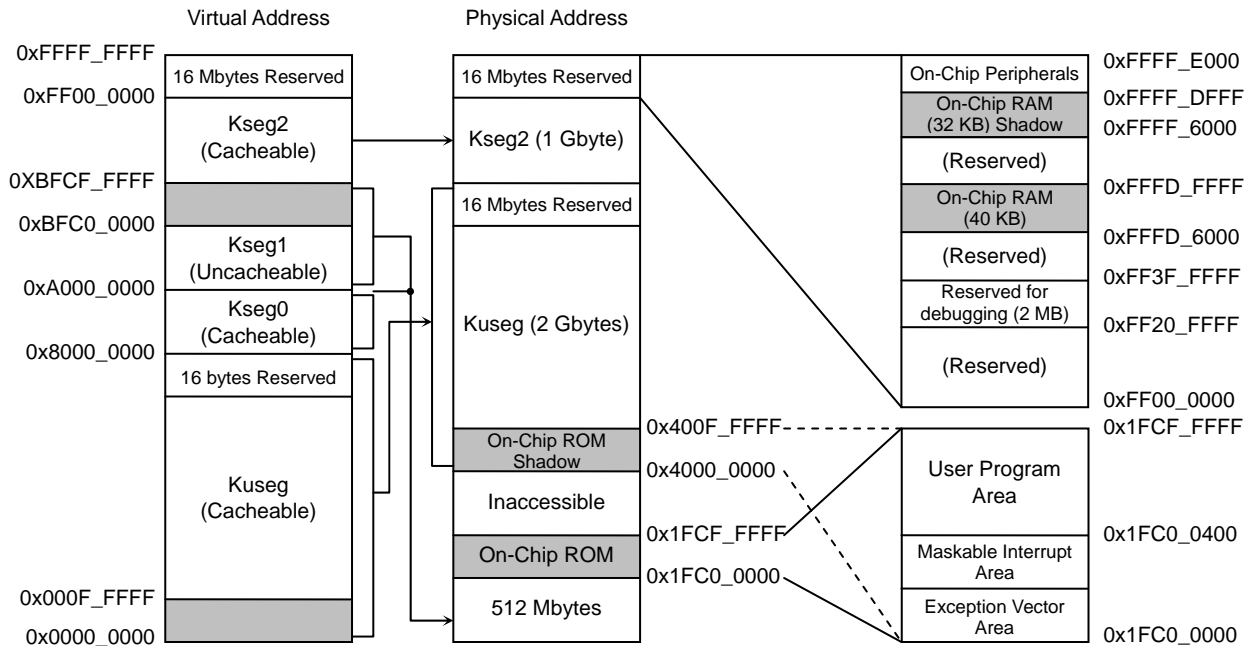 Virtual Address
0xFFFF_FFFF
16 Mbytes Reserved
0xFF00_0000
Kseg2
(Cacheable)
0XBFCF_FFFF
0xBFC0_0000
Kseg1
(Uncacheable)
0xA000_0000
Kseg0
(Cacheable)
0x8000_0000
16 bytes Reserved
Kuseg
(Cacheable)
0x000F_FFFF
0x0000_0000
Physical Address
16 Mbytes Reserved
Kseg2 (1 Gbyte)
16 Mbytes Reserved
Kuseg (2 Gbytes)
0x400F_FFFF
On-Chip ROM
Shadow
0x4000_0000
Inaccessible
0x1FCF_FFFF
On-Chip ROM
0x1FC0_0000
512 Mbytes
On-Chip Peripherals
0xFFFF_E000
On-Chip RAM
(32 KB) Shadow
0xFFFF_DFFF
0xFFFF_6000
(Reserved)
0xFFFD_FFFF
On-Chip RAM
(40 KB)
0xFFFD_6000
(Reserved)
0xFF3F_FFFF
Reserved for
debugging (2 MB)
0xFF20_FFFF
(Reserved)
0xFF00_0000
0x1FCF_FFFF
User Program
Area
0x1FC0_0400
Maskable Interrupt
Area
Exception Vector
Area
0x1FC0_0000